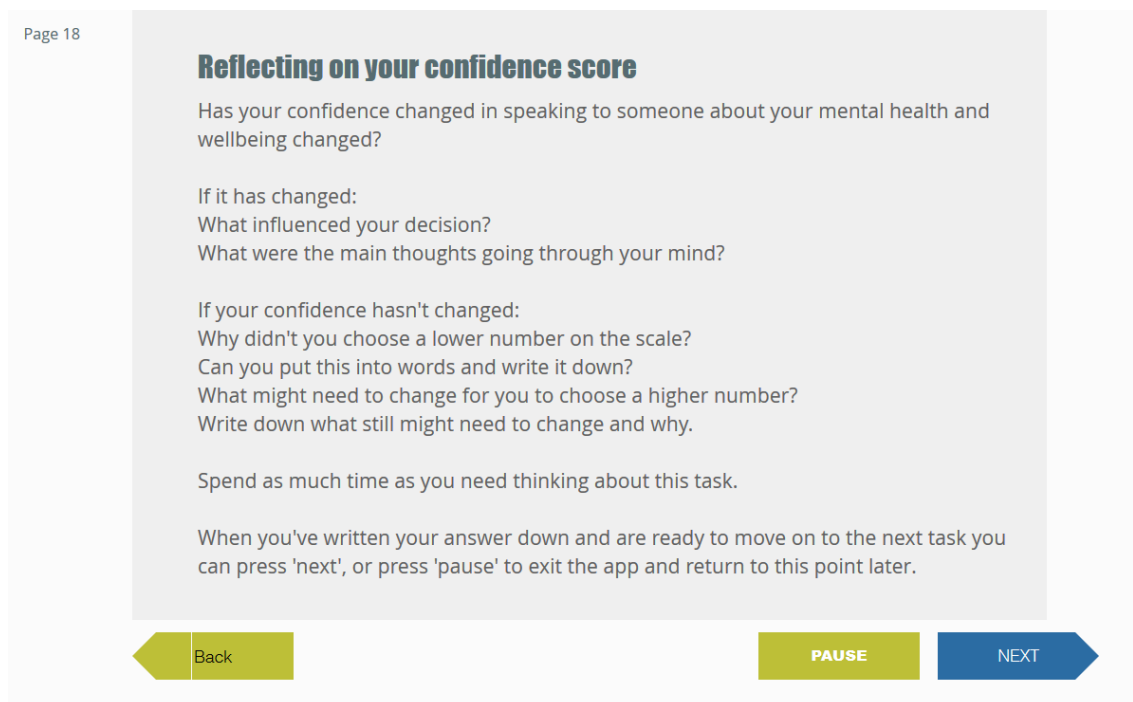 Page 18
Reflecting on your confidence score
Has your confidence changed in speaking to someone about your mental health and
wellbeing changed?
If it has changed:
What influenced your decision?
What were the main thoughts going through your mind?
If your confidence hasn't changed:
Why didn't you choose a lower number on the scale?
Can you put this into words and write it down?
What might need to change for you to choose a higher number?
Write down what still might need to change and why.
Spend as much time as you need thinking about this task.
When you've written your answer down and are ready to move on to the next task you
can press 'next', or press 'pause' to exit the app and return to this point later.
Back
PAUSE
NEXT